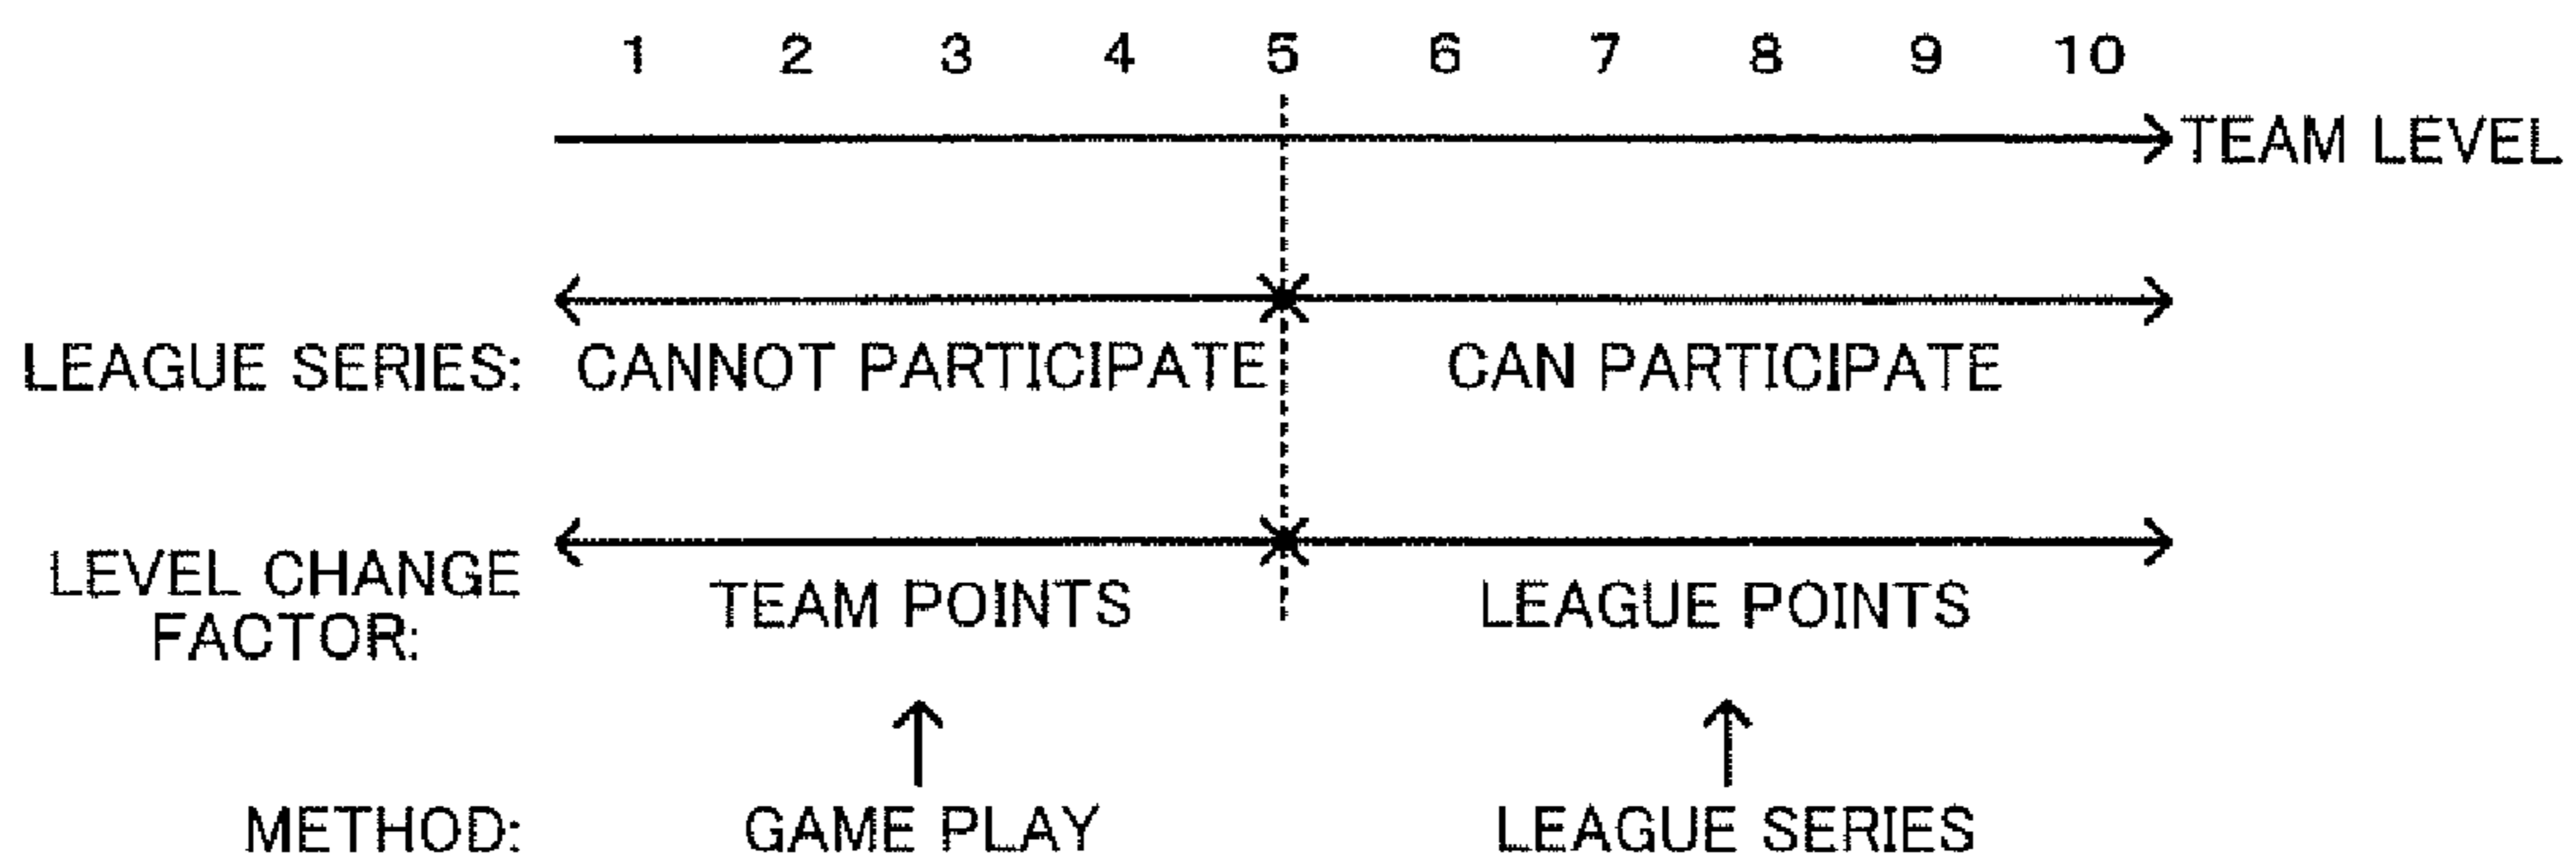 1 2 3 4 5 6 7 8 9 10
TEAM LEVEL
LEAGUE SERIES: CANNOT PARTICIPATE CAN PARTICIPATE
LEVEL CHANGE
FACTOR:
TEAM POINTS LEAGUE POINTS
METHOD: GAME PLAY LEAGUE SERIES